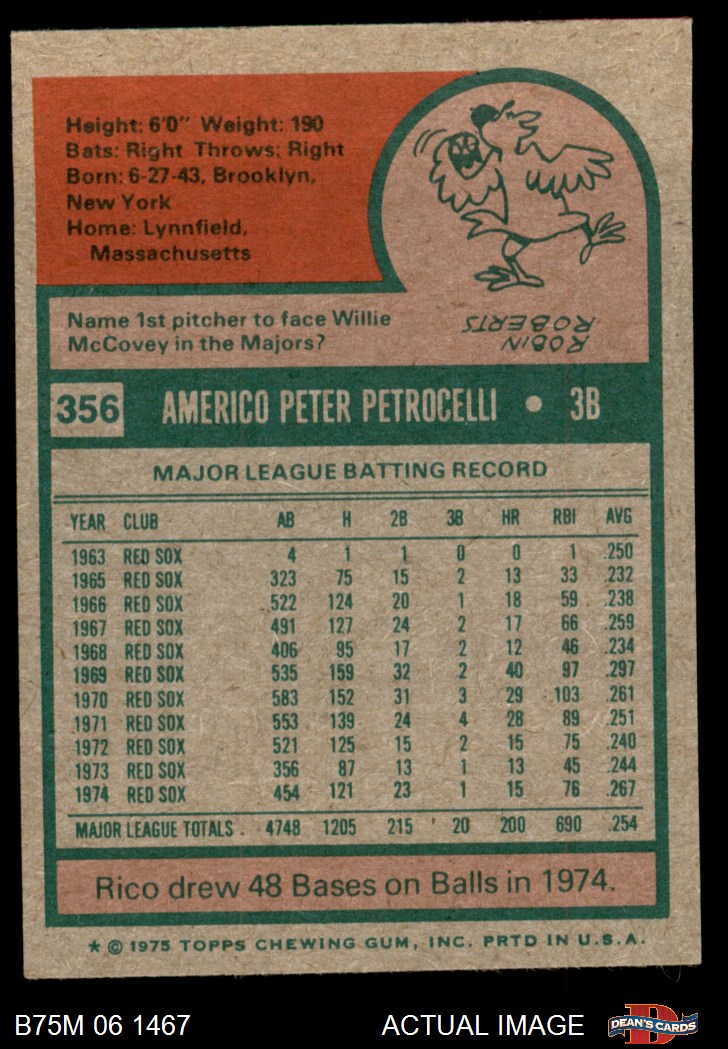 Height: 6'0" Weight: 190
Bats: Right Throws: Right
Born: 6-27-43, Brooklyn,
New York
Home: Lynnfield,
Massachusetts
Name 1st pitcher to face Willie
McCovey in the Majors?
ROBIN
ROBERTS
356 AMERICO PETER PETROCELLI • 3B
MAJOR LEAGUE BATTING RECORD
YEAR CLUB AB H 2B 3B HR RBI AVG
1963 RED SOX 4 1 1 0 0 1 .250
1965 RED SOX 323 75 15 2 13 33 .232
1966 RED SOX 522 124 20 1 18 59 .238
1967 RED SOX 491 127 24 2 17 66 .259
1968 RED SOX 406 95 17 2 12 46 .234
1969 RED SOX 535 159 32 2 40 97 .297
1970 RED SOX 583 152 31 3 29 103 .261
1971 RED SOX 553 139 24 4 28 89 .251
1972 RED SOX 521 125 15 2 15 75 .240
1973 RED SOX 356 87 13 1 13 45 .244
1974 RED SOX 454 121 23 1 15 76 .267
MAJOR LEAGUE TOTALS . 4748 1205 215 20 200 690 .254
Rico drew 48 Bases on Balls in 1974.
* © 1975 TOPPS CHEWING GUM, INC. PRTD IN U.S.A.
B75M 06 1467 ACTUAL IMAGE
D
DEAN'S CARDS